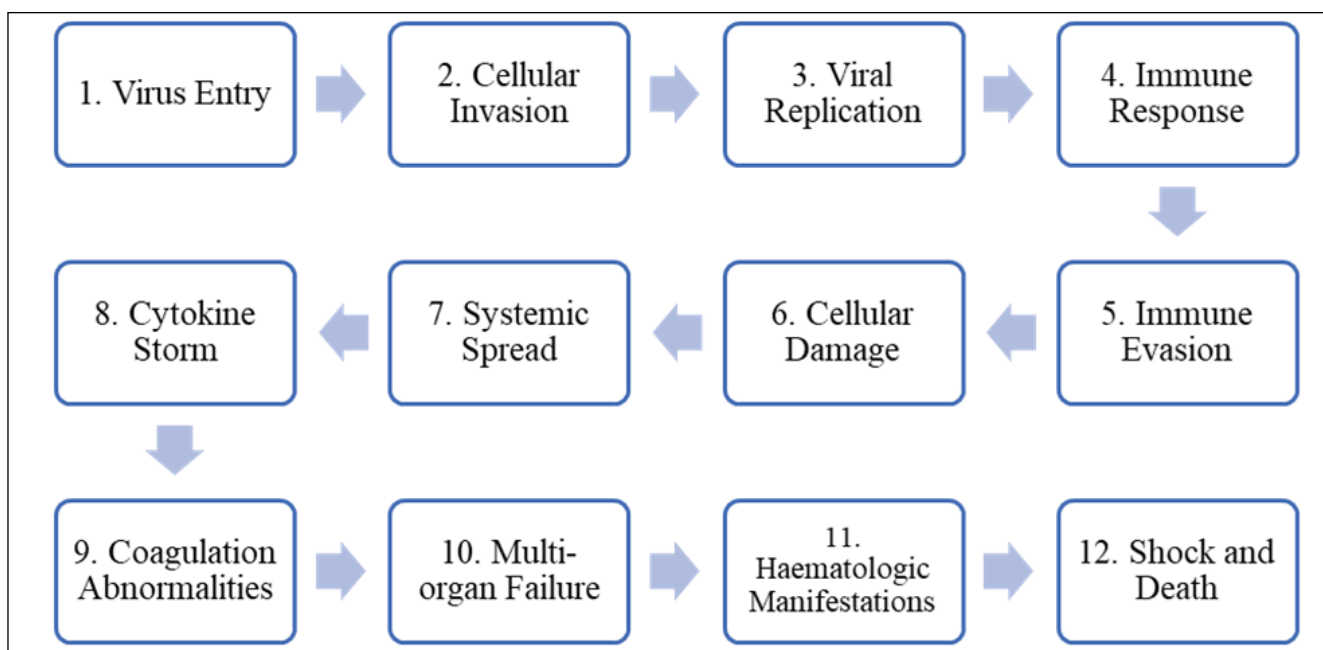 1. Virus Entry
2. Cellular
Invasion
3. Viral
Replication
4. Immune
Response
5. Immune
Evasion
6. Cellular
Damage
7. Systemic
Spread
8. Cytokine
Storm
9. Coagulation
Abnormalities
10. Multi-
organ Failure
11.
Haematologic
Manifestations
12. Shock and
Death